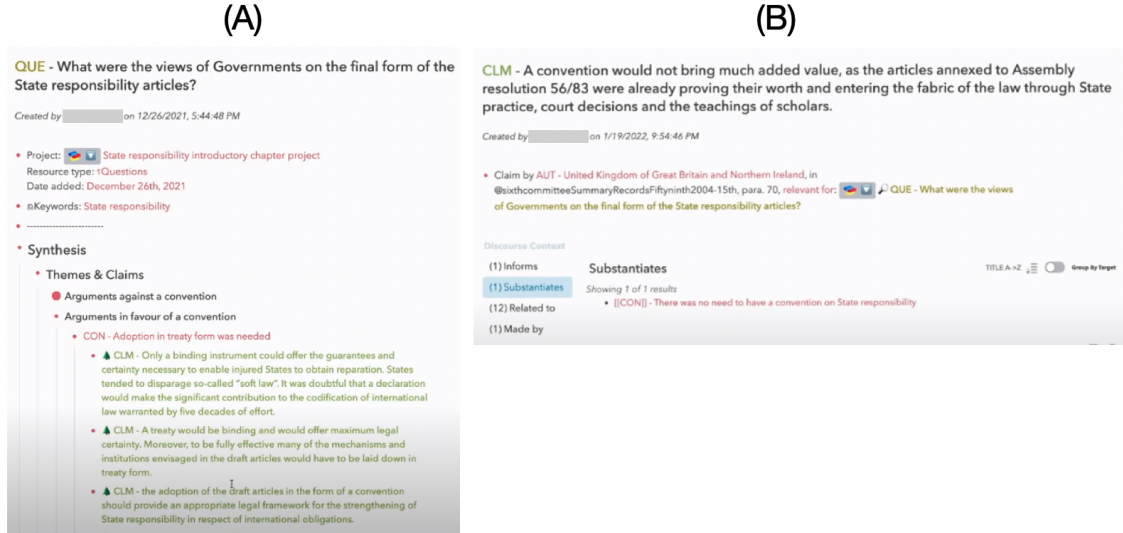 (A)
QUE - What were the views of Governments on the final form of the
State responsibility articles?
Created by on 12/26/2021, 5:44:48 PM
Project: State responsibility introductory chapter project
Resource type: Questions
Date added: December 26th, 2021
Keywords: State responsibility
------------------------
Synthesis
Themes & Claims
Arguments against a convention
Arguments in favour of a convention
CON - Adoption in treaty form was needed
CLM - Only a binding instrument could offer the guarantees and
certainty necessary to enable injured States to obtain reparation. States
tended to disparage so-called "soft law". It was doubtful that a declaration
would make the significant contribution to the codification of international
law warranted by five decades of effort.
CLM - A treaty would be binding and would offer maximum legal
certainty. Moreover, to be fully effective many of the mechanisms and
institutions envisaged in the draft articles would have to be laid down in
treaty form.
CLM - the adoption of the draft articles in the form of a convention
should provide an appropriate legal framework for the strengthening of
State responsibility in respect of international obligations.
(B)
CLM - A convention would not bring much added value, as the articles annexed to Assembly
resolution 56/83 were already proving their worth and entering the fabric of the law through State
practice, court decisions and the teachings of scholars.
Created by on 1/19/2022, 9:54:46 PM
Claim by AUT - United Kingdom of Great Britain and Northern Ireland, in
@sixthcommitteeSummaryRecordsFiftyninth2004-15th, para. 70, relevant for: QUE - What were the views
of Governments on the final form of the State responsibility articles?
Discourse Context
(1) Informs
(1) Substantiates
(12) Related to
(1) Made by
Substantiates
TITLE A->Z Group By Target
Showing 1 of 1 results
[[CON]] - There was no need to have a convention on State responsibility